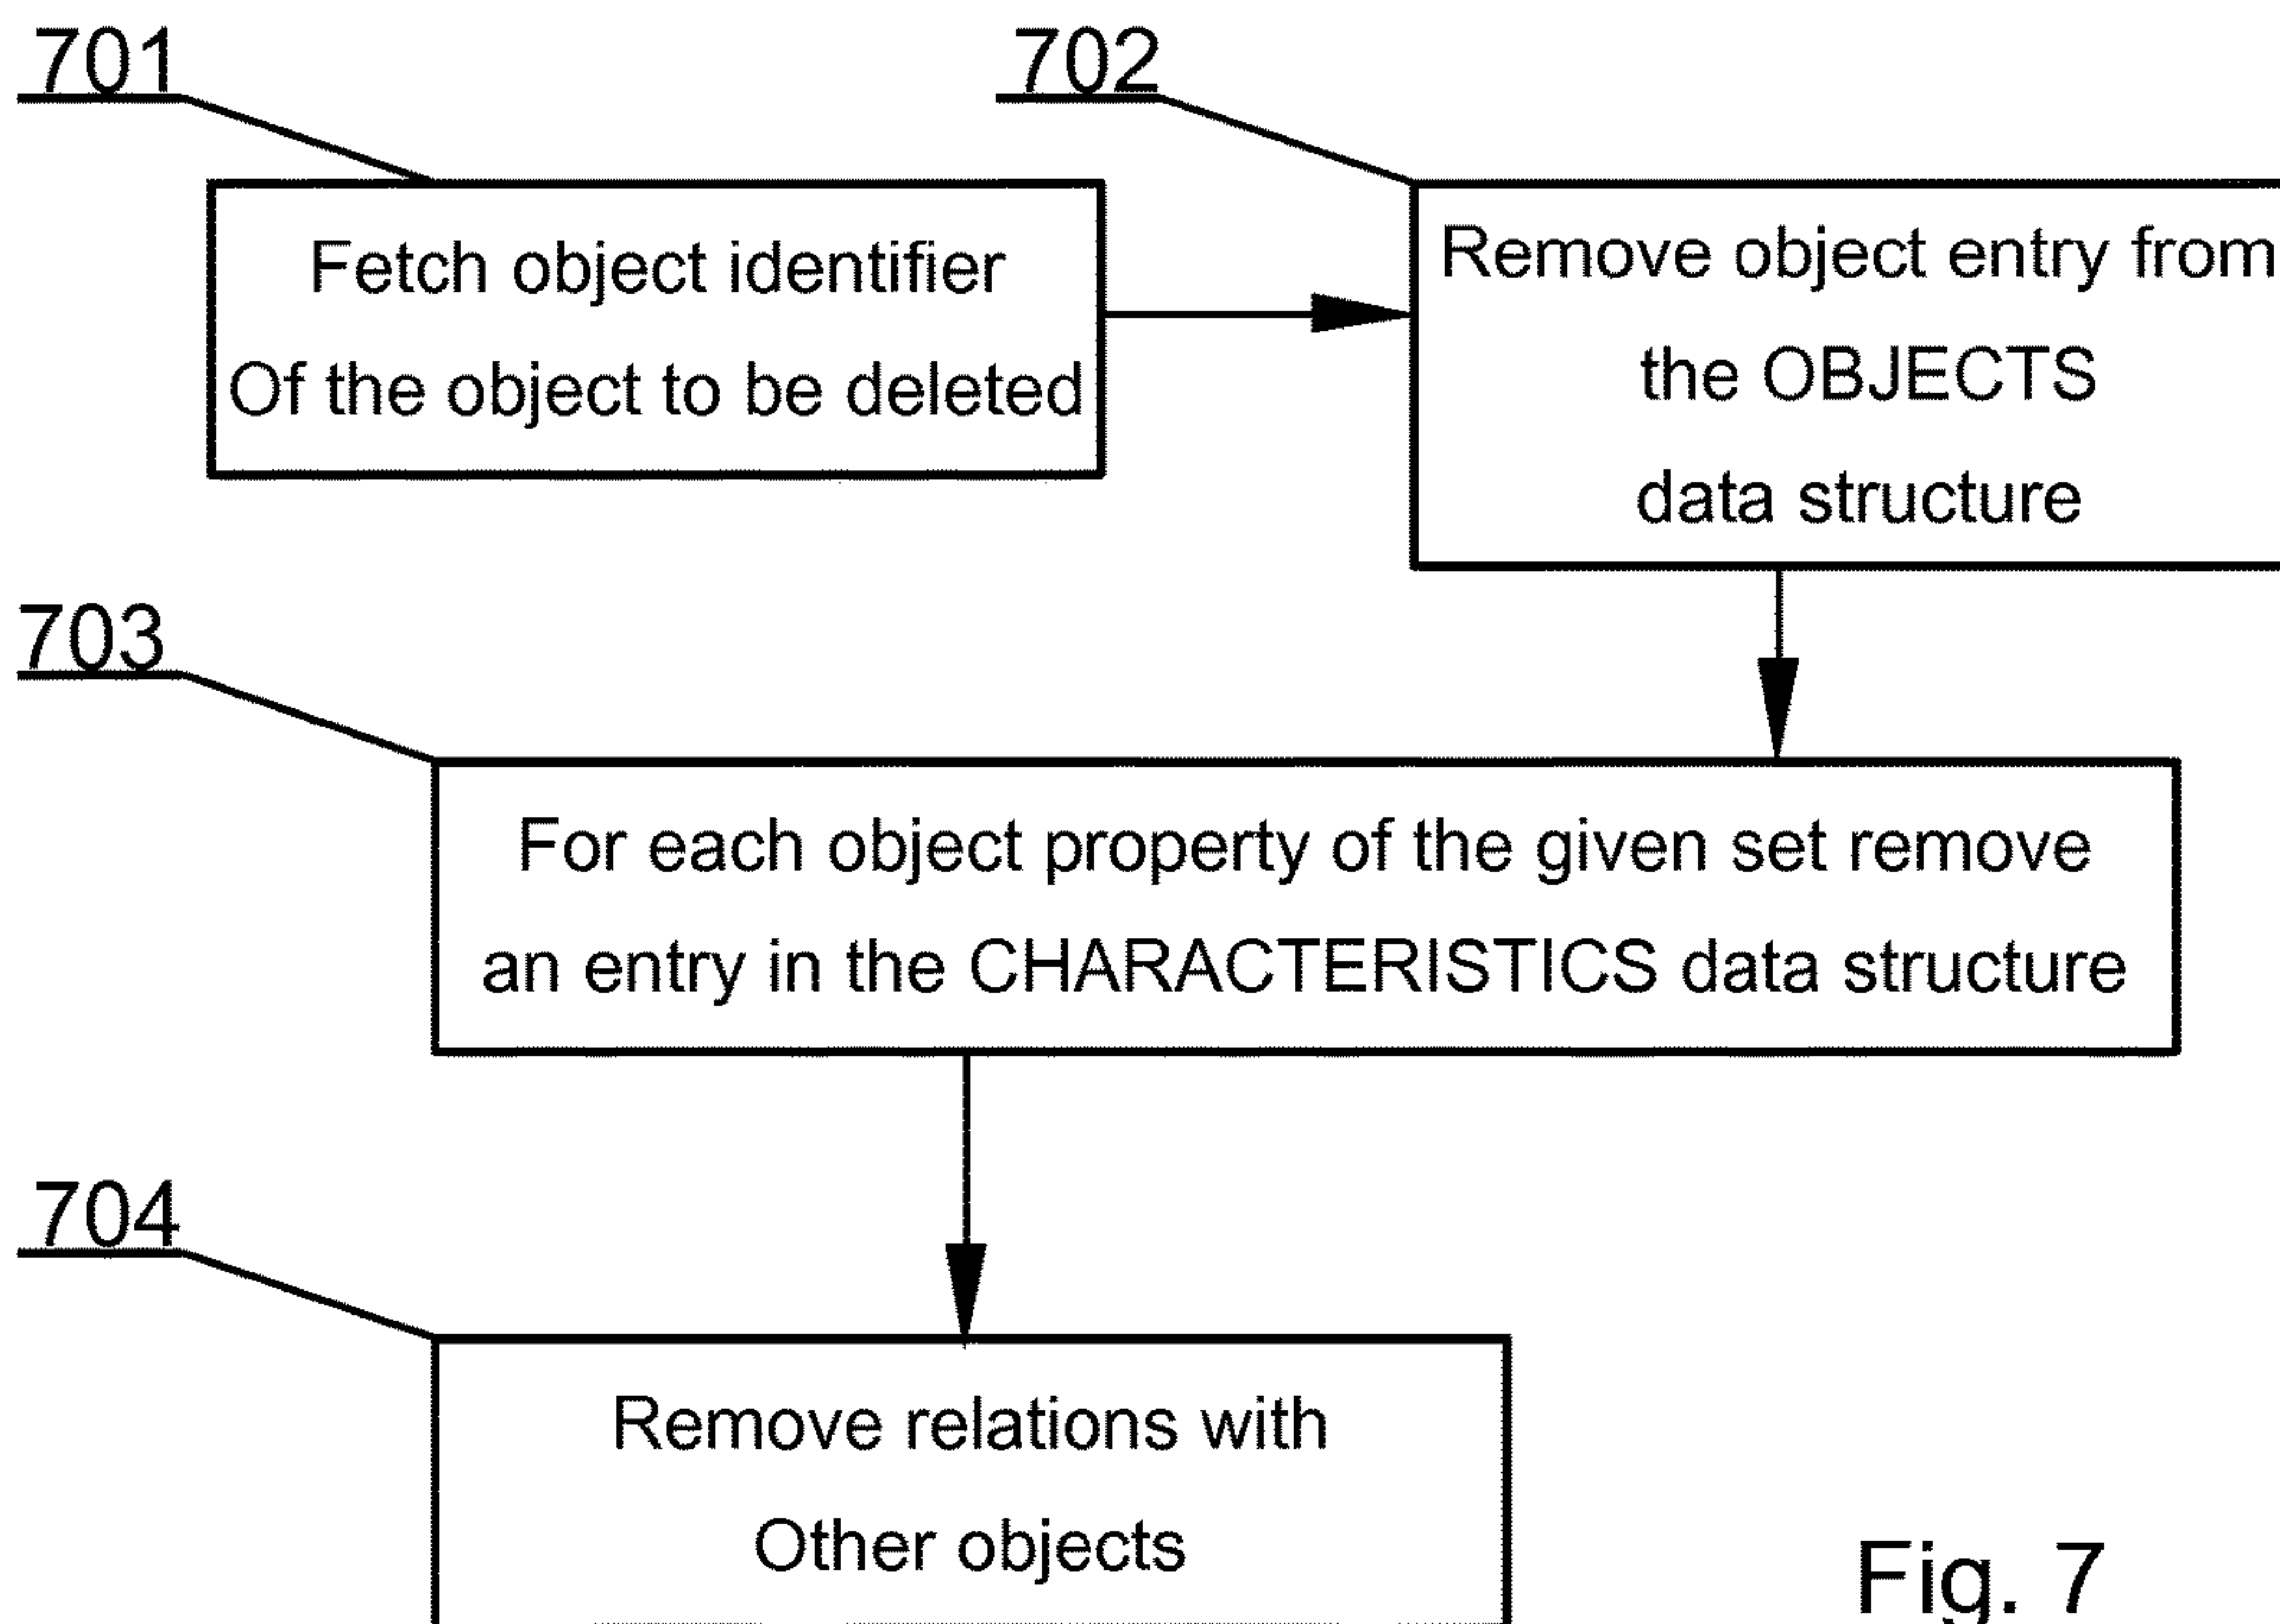 701
702
Fetch object identifier
Of the object to be deleted
Remove object entry from
the OBJECTS
data structure
703
For each object property of the given set remove
an entry in the CHARACTERISTICS data structure
704
Remove relations with
Other objects
Fig. 7